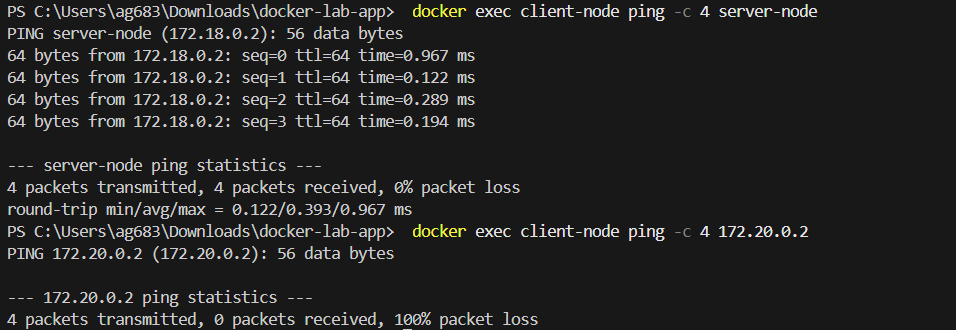 PS C:\Users\ag683\Downloads\docker-lab-app>  docker exec client-node ping -c 4 server-node
PING server-node (172.18.0.2): 56 data bytes
64 bytes from 172.18.0.2: seq=0 ttl=64 time=0.967 ms
64 bytes from 172.18.0.2: seq=1 ttl=64 time=0.122 ms
64 bytes from 172.18.0.2: seq=2 ttl=64 time=0.289 ms
64 bytes from 172.18.0.2: seq=3 ttl=64 time=0.194 ms

--- server-node ping statistics ---
4 packets transmitted, 4 packets received, 0% packet loss
round-trip min/avg/max = 0.122/0.393/0.967 ms
PS C:\Users\ag683\Downloads\docker-lab-app>  docker exec client-node ping -c 4 172.20.0.2
PING 172.20.0.2 (172.20.0.2): 56 data bytes

--- 172.20.0.2 ping statistics ---
4 packets transmitted, 0 packets received, 100% packet loss